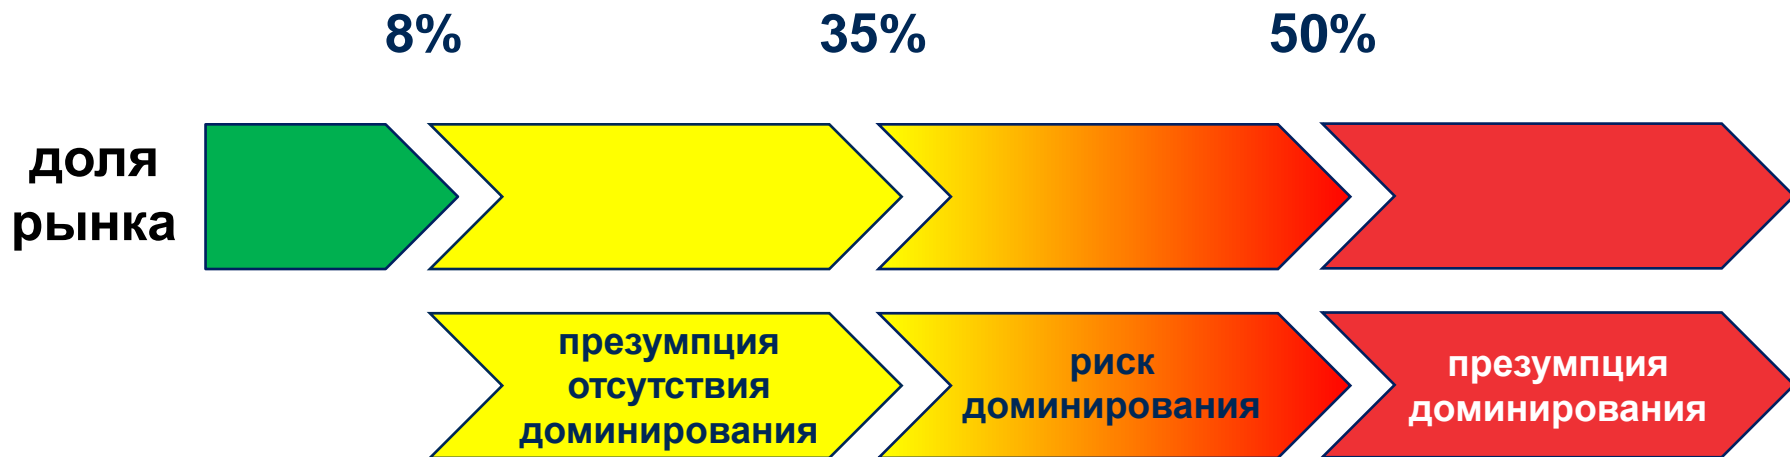 8% 35% 50%
доля
рынка
презумпция
отсутствия
доминирования
риск
доминирования
презумпция
доминирования